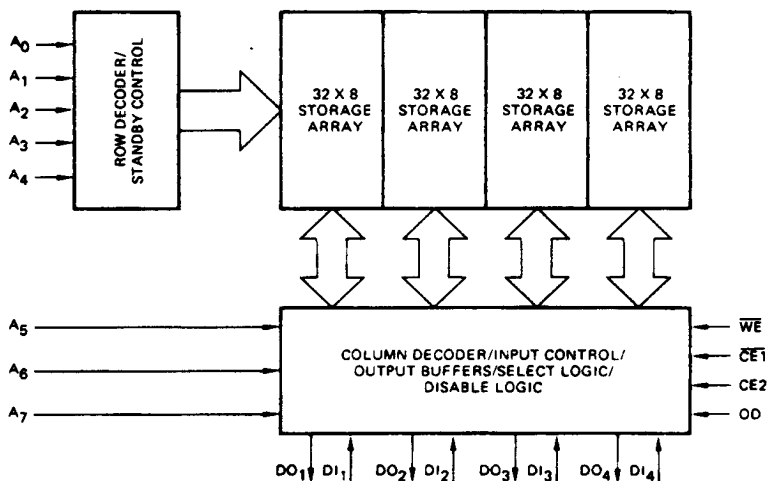 A0
A1
A2
A3
A4
ROW DECODER/
STANDBY CONTROL
32 X 8
STORAGE
ARRAY
32 X 8
STORAGE
ARRAY
32 X 8
STORAGE
ARRAY
32 X 8
STORAGE
ARRAY
A5
A6
A7
COLUMN DECODER/INPUT CONTROL/
OUTPUT BUFFERS/SELECT LOGIC/
DISABLE LOGIC
W̅E̅
C̅E̅1̅
CE2
OD
DO1 DI1 DO2 DI2 DO3 DI3 DO4 DI4